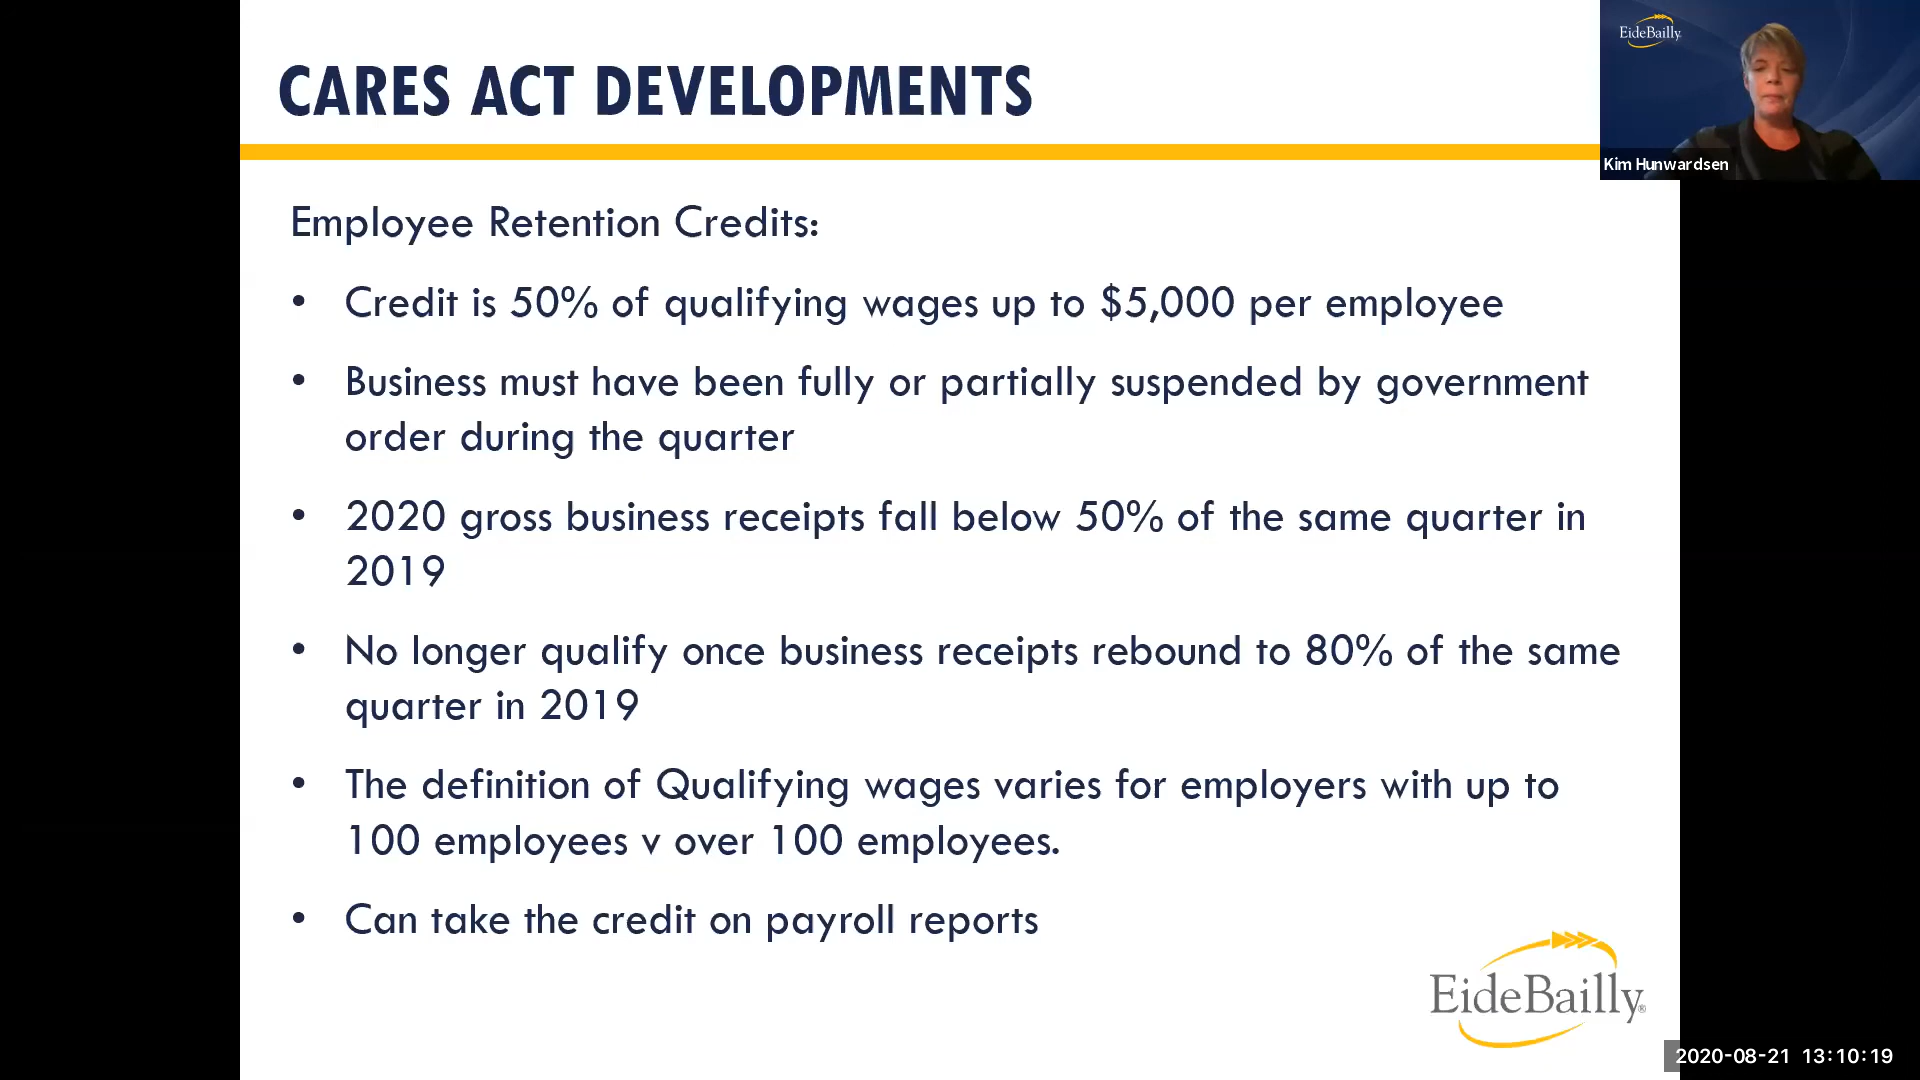 CARES ACT DEVELOPMENTS
EideBailly
Kim Hunwardsen
Employee Retention Credits:
• Credit is 50% of qualifying wages up to $5,000 per employee
• Business must have been fully or partially suspended by government
order during the quarter
• 2020 gross business receipts fall below 50% of the same quarter in
2019
• No longer qualify once business receipts rebound to 80% of the same
quarter in 2019
• The definition of Qualifying wages varies for employers with up to
100 employees v over 100 employees.
• Can take the credit on payroll reports
EideBailly®
2020-08-21 13:10:19